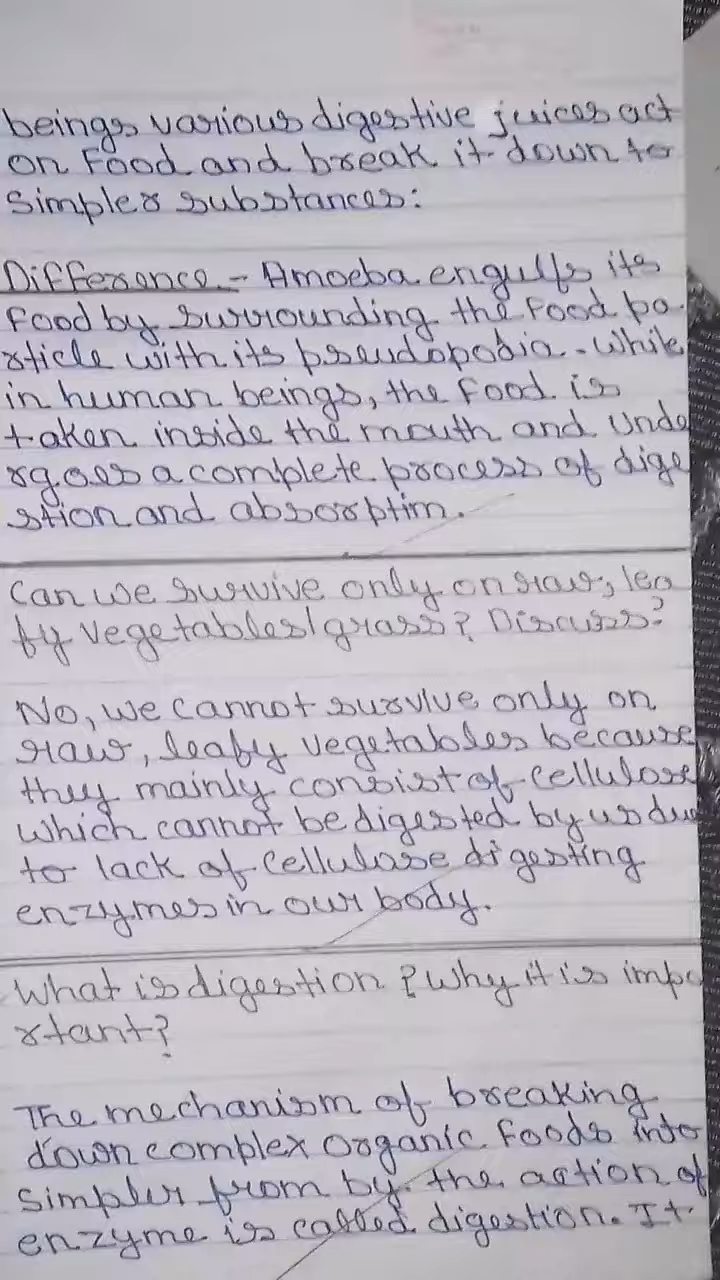 beings various digestive juices act
on Food and break it down to
Simpler substances:
Difference - Amoeba engulfs its
Food by surrounding the Food pa-
rticle with its pseudopodia. While
in human beings, the food is
taken inside the mouth and unde
rgoes a complete process of dige
stion and absorptim.
Can we survive only on raw, lea
fy vegetables/grass? Discuss?
No, we cannot survive only on
raw, leafy vegetables because
they mainly consist of cellulose
which cannot be digested by us due
to lack of cellulose digesting
enzymes in our body.
What is digestion? Why it is impo
rtant?
The mechanism of breaking
down complex organic foods into
simpler from by the action of
enzyme is called digestion. It